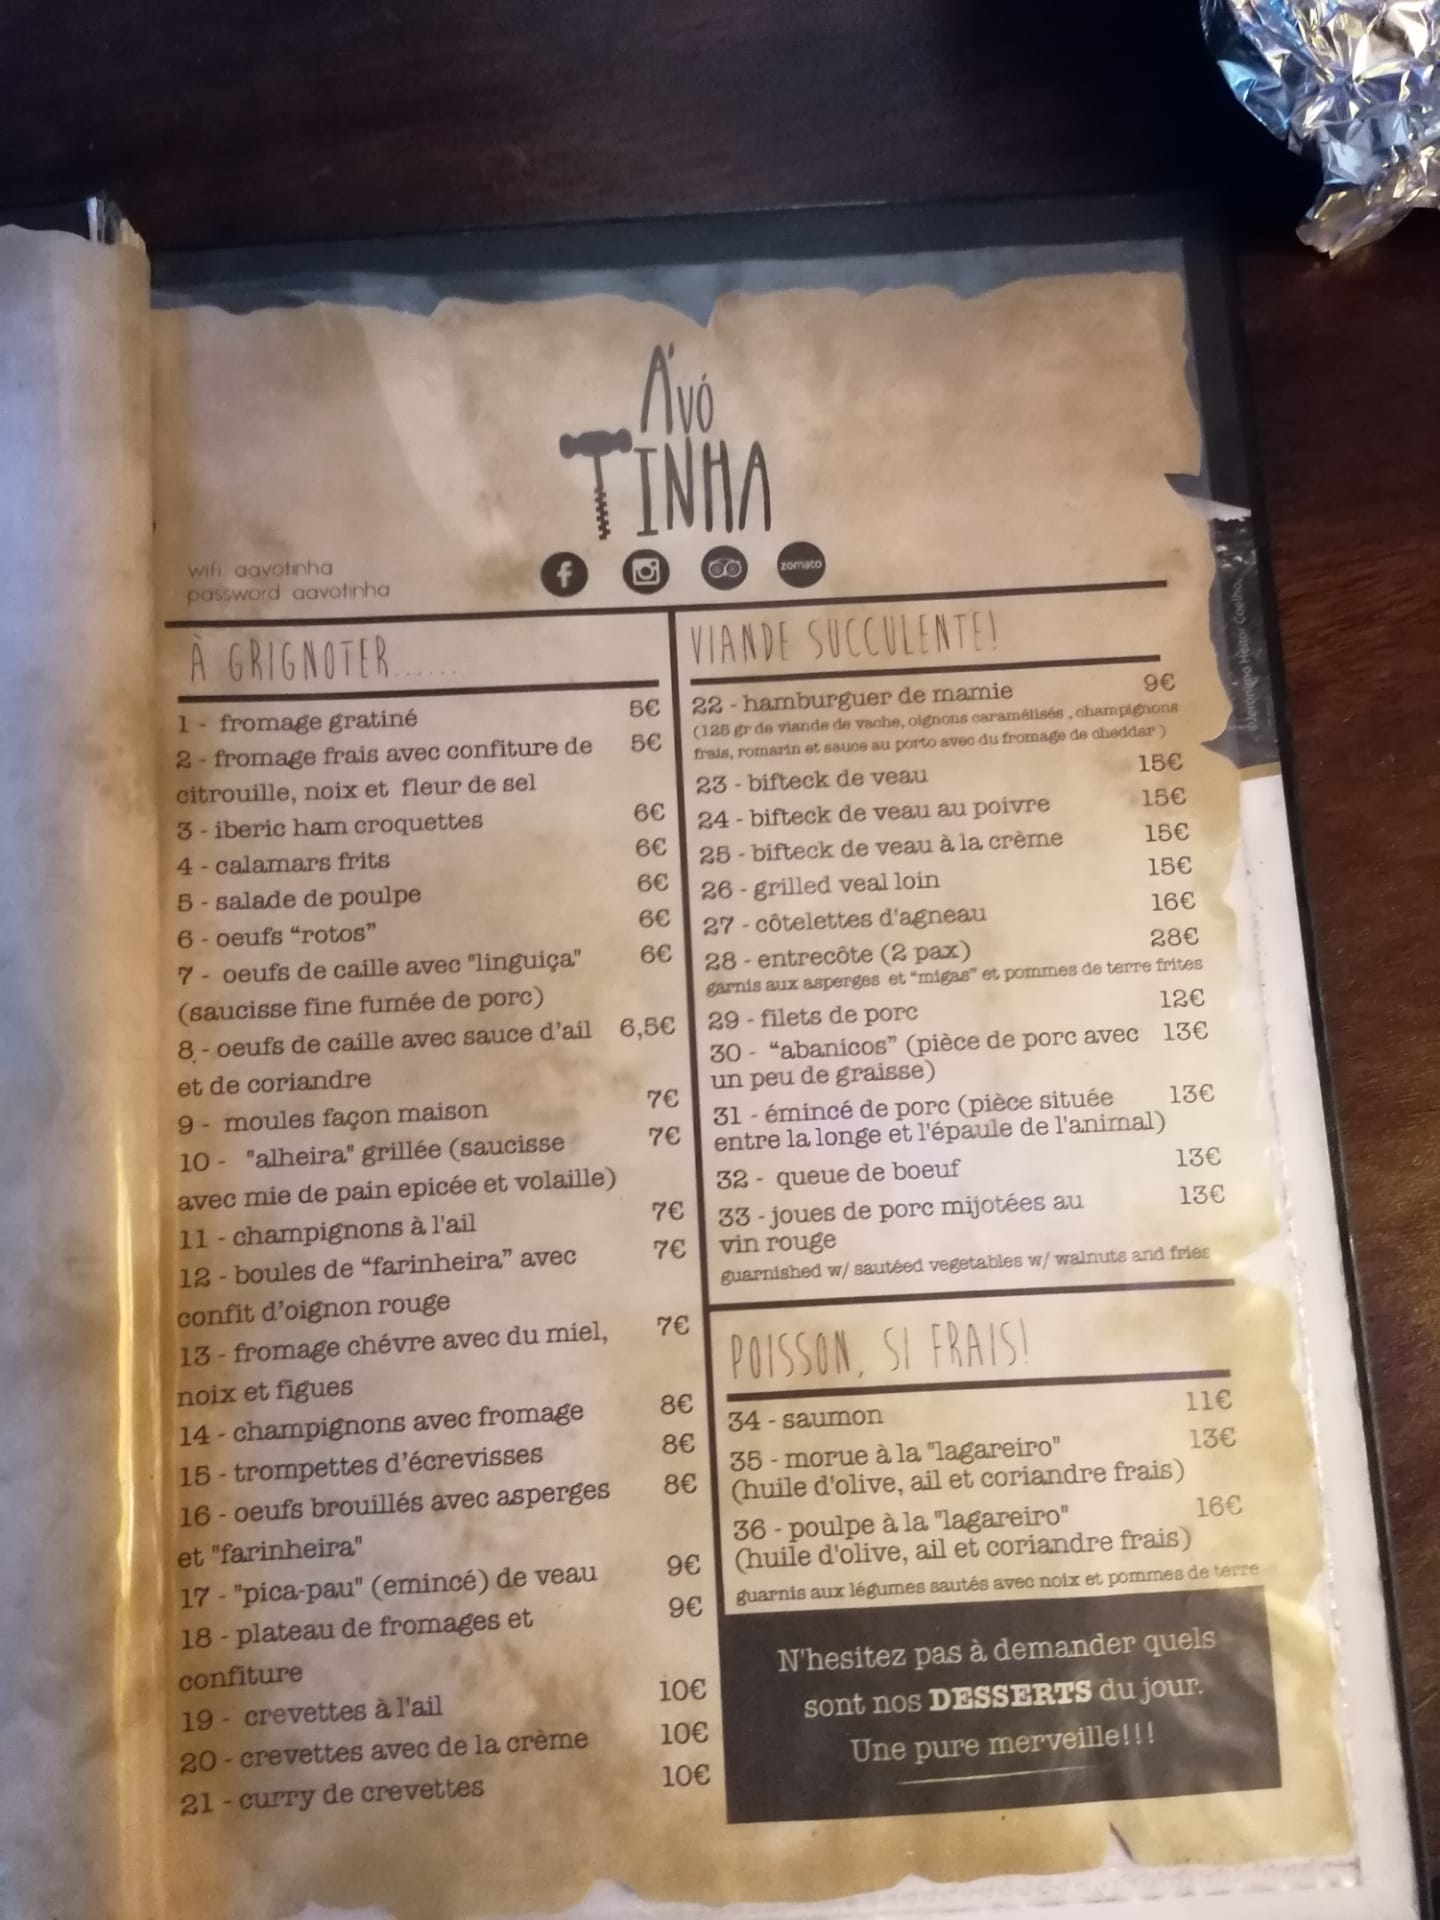 A'vó
TINHA
wifi aavotinha
password aavotinha
f
zomato
À GRIGNOTER.......
1 - fromage gratiné 5€
2 - fromage frais avec confiture de 5€
citrouille, noix et fleur de sel
3 - iberic ham croquettes 6€
4 - calamars frits 6€
5 - salade de poulpe 6€
6 - oeufs “rotos” 6€
7 - oeufs de caille avec "linguiça" 6€
(saucisse fine fumée de porc)
8 - oeufs de caille avec sauce d’ail 6,5€
et de coriandre
9 - moules façon maison 7€
10 - "alheira" grillée (saucisse 7€
avec mie de pain epicée et volaille)
11 - champignons à l'ail 7€
12 - boules de “farinheira” avec 7€
confit d’oignon rouge
13 - fromage chévre avec du miel, 7€
noix et figues
14 - champignons avec fromage 8€
15 - trompettes d’écrevisses 8€
16 - oeufs brouillés avec asperges 8€
et "farinheira"
17 - "pica-pau" (emincé) de veau 9€
18 - plateau de fromages et 9€
confiture
19 - crevettes à l'ail 10€
20 - crevettes avec de la crème 10€
21 - curry de crevettes 10€
VIANDE SUCCULENTE!
22 - hamburguer de mamie 9€
(125 gr de viande de vache, oignons caramélisés , champignons
frais, romarin et sauce au porto avec du fromage de cheddar )
23 - bifteck de veau 15€
24 - bifteck de veau au poivre 15€
25 - bifteck de veau à la crème 15€
26 - grilled veal loin 15€
27 - côtelettes d'agneau 16€
28 - entrecôte (2 pax) 28€
garnis aux asperges et "migas" et pommes de terre frites
29 - filets de porc 12€
30 - “abanicos” (pièce de porc avec 13€
un peu de graisse)
31 - émincé de porc (pièce située 13€
entre la longe et l'épaule de l'animal)
32 - queue de boeuf 13€
33 - joues de porc mijotées au 13€
vin rouge
guarnished w/ sautéed vegetables w/ walnuts and fries
POISSON, SI FRAIS!
34 - saumon 11€
35 - morue à la "lagareiro" 13€
(huile d'olive, ail et coriandre frais)
36 - poulpe à la "lagareiro" 16€
(huile d'olive, ail et coriandre frais)
guarnis aux légumes sautés avec noix et pommes de terre
N'hesitez pas à demander quels
sont nos DESSERTS du jour.
Une pure merveille!!!
©Jeronimo Heitor Coelho,